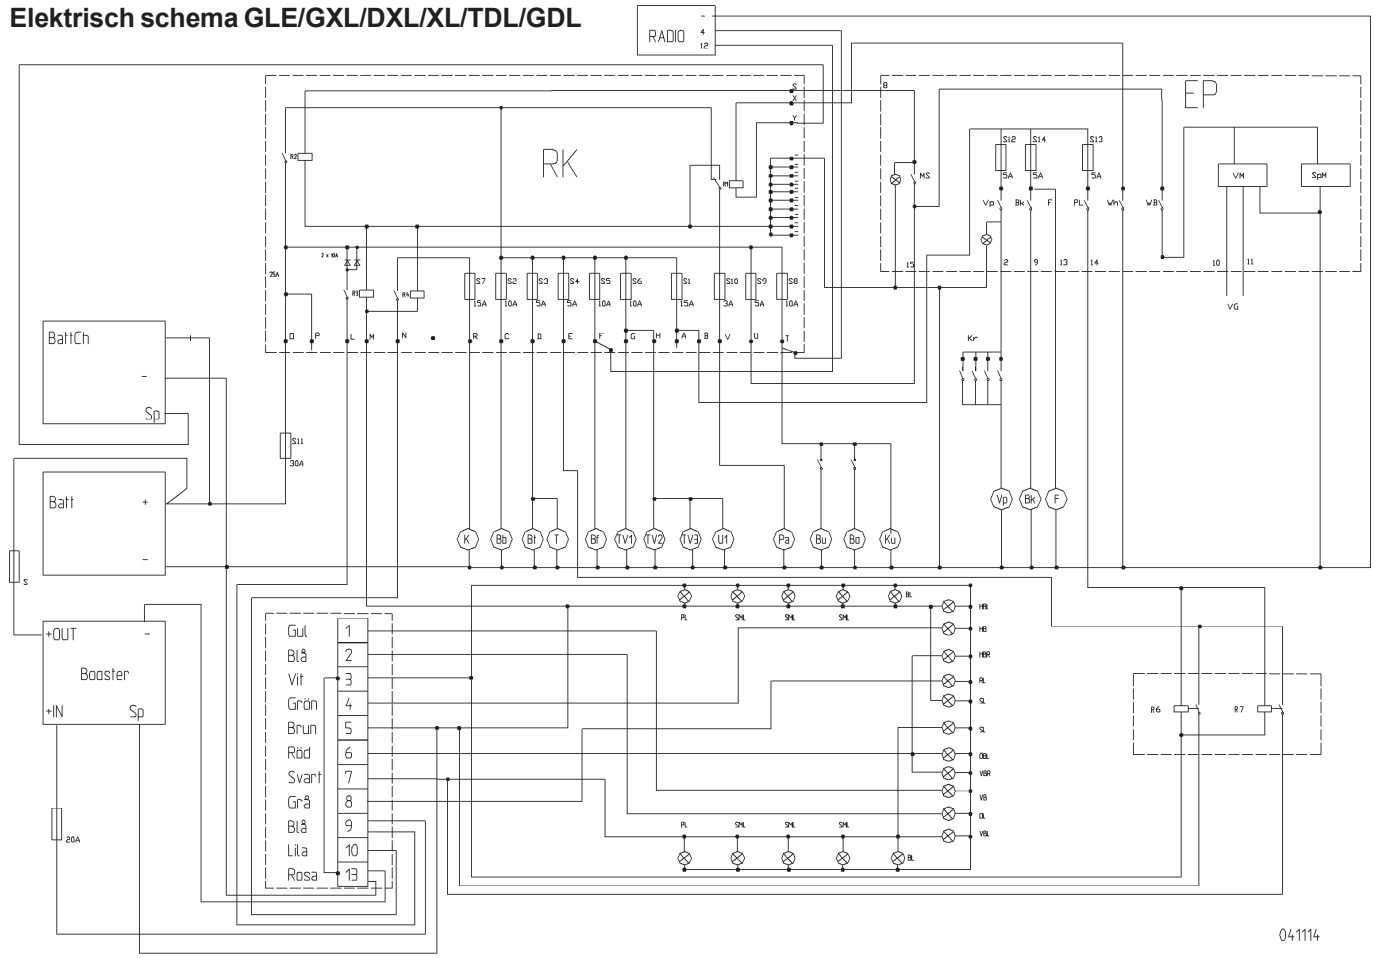 Elektrisch schema GLE/GXL/DXL/XL/TDL/GDL
RADIO
-
4
12
RK
S
X
Y
R2
R1
25A
2 x 10A
R3
R4
S7
15A
S2
10A
S3
5A
S4
5A
S5
10A
S6
10A
S1
15A
S10
3A
S9
5A
S8
10A
O
P
L
M
N
R
C
D
E
F
G
H
A
B
V
U
T
EP
8
MS
S12
5A
S14
5A
S13
5A
Vp
Bk
F
PL
Wh
WB
VM
SpM
15
2
9
13
14
10
11
VG
Kr
BattCh
-
Sp
S11
30A
Batt
+
-
S
K
Bb
Bt
T
Bf
TV1
TV2
TV3
U1
Pa
Bu
Ba
Ku
Vp
Bk
F
+OUT
-
Booster
+IN
Sp
20A
Gul 1
Blå 2
Vit 3
Grön 4
Brun 5
Röd 6
Svart 7
Grå 8
Blå 9
Lila 10
Rosa 13
PL
SML
SML
SML
BL
HBL
HB
HBR
RL
SL
SL
ÖBL
VBR
VB
DL
VBL
PL
SML
SML
SML
BL
R6
R7
041114